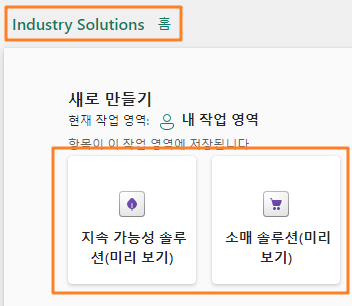 Industry Solutions 홈
새로 만들기
현재 작업 영역: 내 작업 영역
항목이 이 작업 영역에 저장됩니다
지속 가능성 솔루
션(미리 보기)
소매 솔루션(미리
보기)